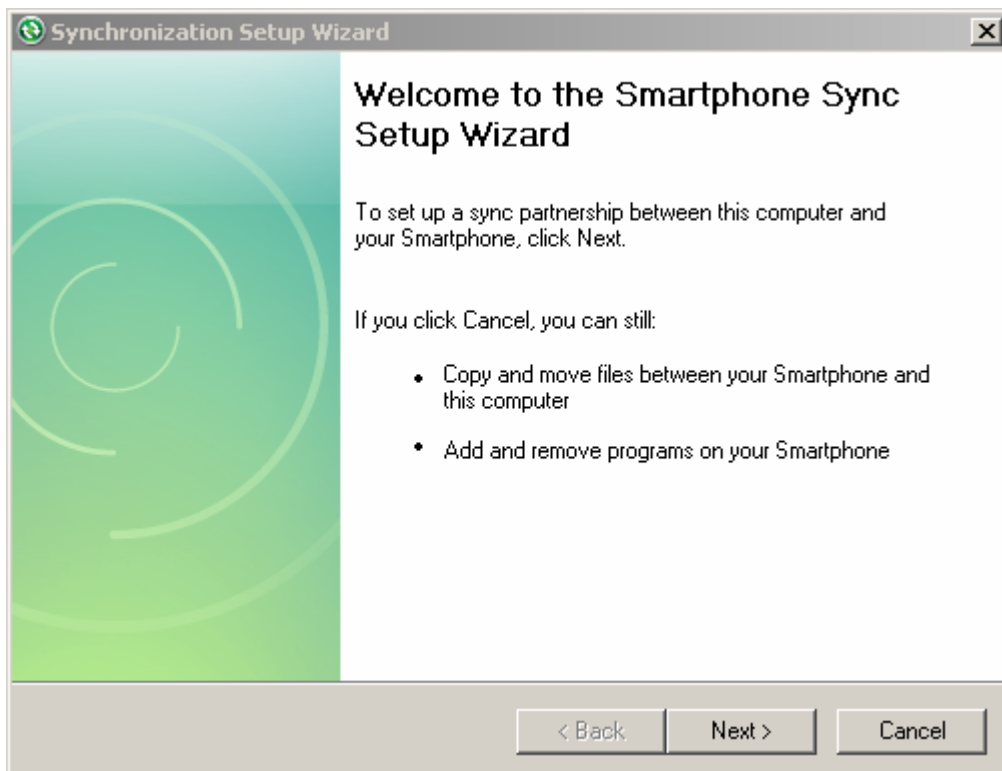 Synchronization Setup Wizard
Welcome to the Smartphone Sync
Setup Wizard
To set up a sync partnership between this computer and
your Smartphone, click Next.
If you click Cancel, you can still:
• Copy and move files between your Smartphone and
this computer
• Add and remove programs on your Smartphone
< Back
Next >
Cancel